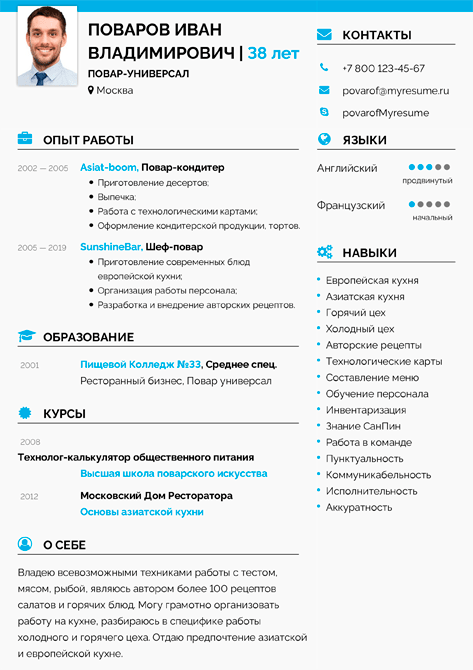 ПОВАРОВ ИВАН
ВЛАДИМИРОВИЧ | 38 лет
ПОВАР-УНИВЕРСАЛ
Москва
ОПЫТ РАБОТЫ
2002 — 2005 Asiat-boom, Повар-кондитер
Приготовление десертов;
Выпечка;
Работа с технологическими картами;
Оформление кондитерской продукции, тортов.
2005 — 2019 SunshineBar, Шеф-повар
Приготовление современных блюд
европейской кухни;
Организация работы персонала;
Разработка и внедрение авторских рецептов.
ОБРАЗОВАНИЕ
2001 Пищевой Колледж №33, Среднее спец.
Ресторанный бизнес, Повар универсал
КУРСЫ
2008
Технолог-калькулятор общественного питания
Высшая школа поварского искусства
2012 Московский Дом Ресторатора
Основы азиатской кухни
О СЕБЕ
Владею всевозможными техниками работы с тестом,
мясом, рыбой, являюсь автором более 100 рецептов
салатов и горячих блюд. Могу грамотно организовать
работу на кухне, разбираюсь в специфике работы
холодного и горячего цеха. Отдаю предпочтение азиатской
и европейской кухне.
КОНТАКТЫ
+7 800 123-45-67
povarof@myresume.ru
povarofMyresume
ЯЗЫКИ
Английский
продвинутый
Французский
начальный
НАВЫКИ
Европейская кухня
Азиатская кухня
Горячий цех
Холодный цех
Авторские рецепты
Технологические карты
Составление меню
Обучение персонала
Инвентаризация
Знание СанПин
Работа в команде
Пунктуальность
Коммуникабельность
Исполнительность
Аккуратность